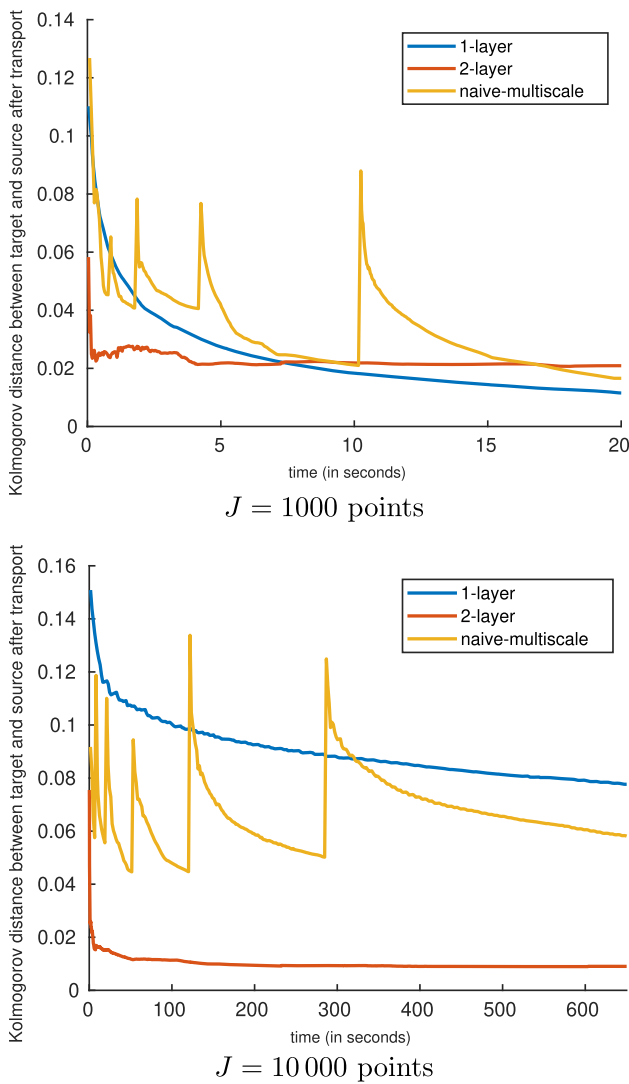 Kolmogorov distance between target and source after transport
0.14
0.12
0.1
0.08
0.06
0.04
0.02
0
1-layer
2-layer
naive-multiscale
0 5 10 15 20
time (in seconds)
J = 1000 points
Kolmogorov distance between target and source after transport
0.16
0.14
0.12
0.1
0.08
0.06
0.04
0.02
0
1-layer
2-layer
naive-multiscale
0 100 200 300 400 500 600
time (in seconds)
J = 10 000 points